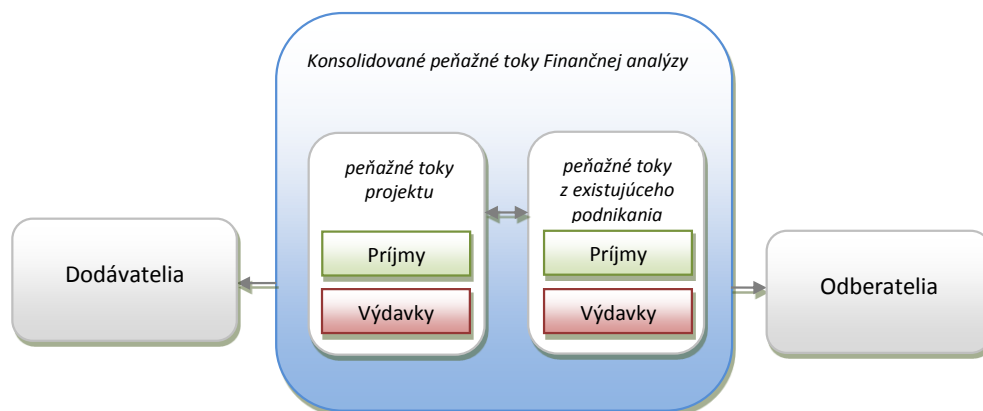 Konsolidované peňažné toky Finančnej analýzy
peňažné toky
projektu
Príjmy
Výdavky
peňažné toky
z existujúceho
podnikania
Príjmy
Výdavky
Dodávatelia
Odberatelia